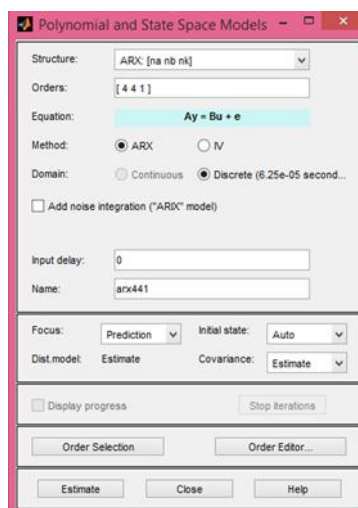 Polynomial and State Space Models
Structure: ARX: [na nb nk]
Orders: [ 4 4 1 ]
Equation: Ay = Bu + e
Method: ARX IV
Domain: Continuous Discrete (6.25e-05 second...
Add noise integration ("ARIX" model)
Input delay: 0
Name: arx441
Focus: Prediction Initial state: Auto
Dist.model: Estimate Covariance: Estimate
Display progress Stop iterations
Order Selection Order Editor...
Estimate Close Help